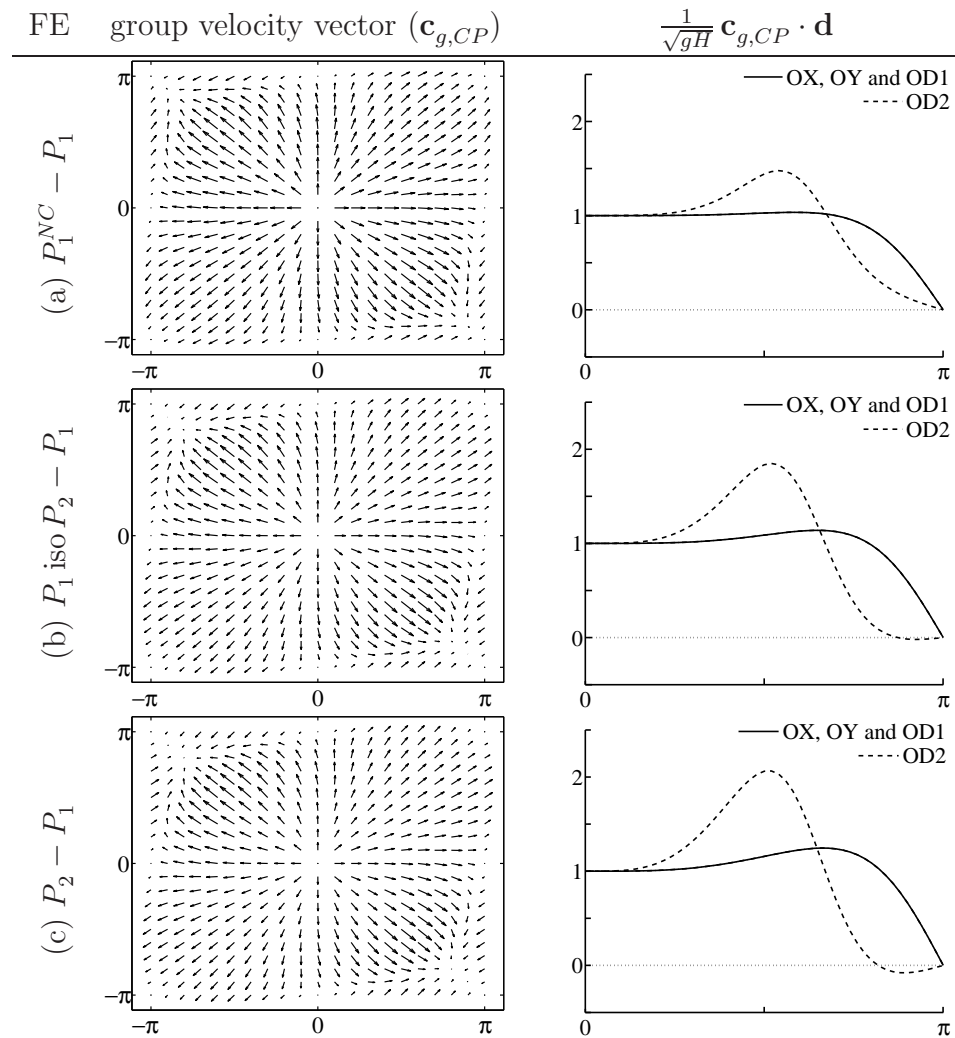 FE group velocity vector (c_{g,CP}) \frac{1}{\sqrt{gH}} c_{g,CP} · d
(a) P_1^{NC} − P_1
π
0
−π
−π 0 π
OX, OY and OD1
OD2
2
1
0
0 π
(b) P_1 iso P_2 − P_1
π
0
−π
−π 0 π
OX, OY and OD1
OD2
2
1
0
0 π
(c) P_2 − P_1
π
0
−π
−π 0 π
OX, OY and OD1
OD2
2
1
0
0 π